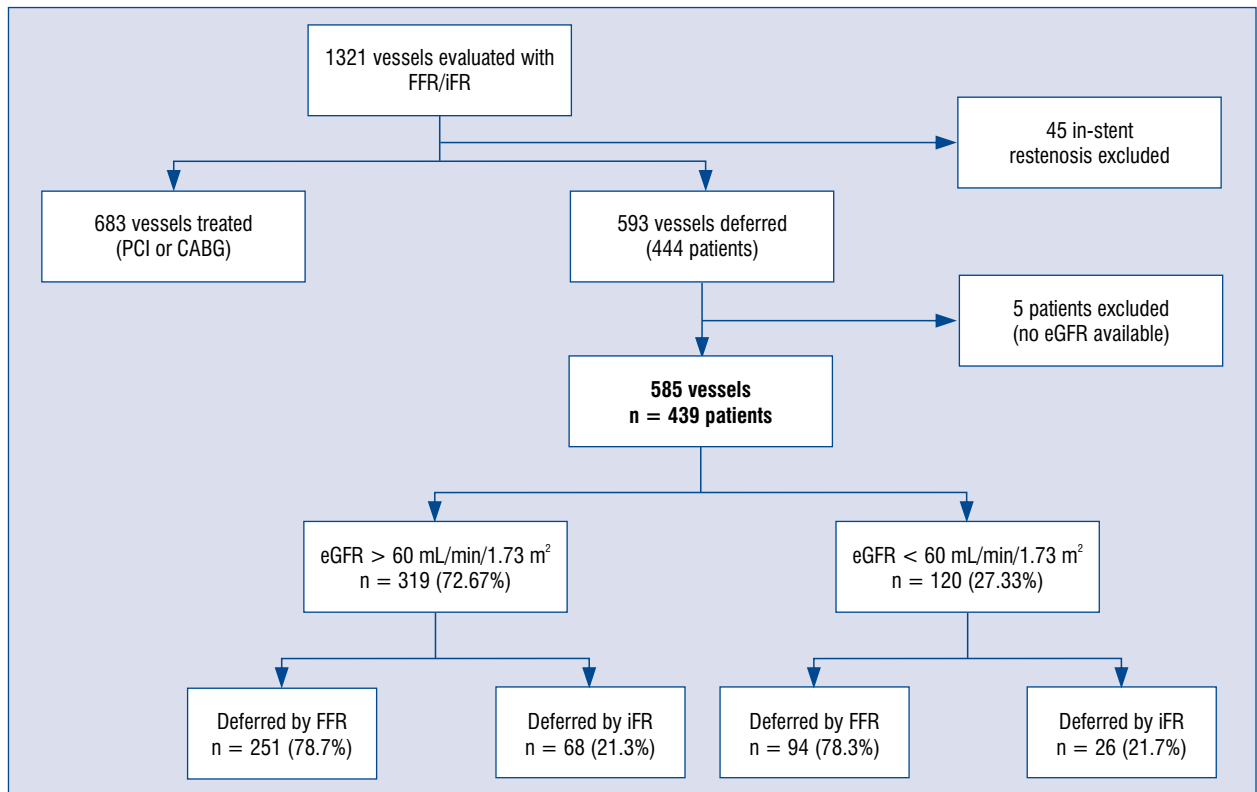 1321 vessels evaluated with
FFR/iFR
45 in-stent
restenosis excluded
683 vessels treated
(PCI or CABG)
593 vessels deferred
(444 patients)
5 patients excluded
(no eGFR available)
585 vessels
n = 439 patients
eGFR > 60 mL/min/1.73 m²
n = 319 (72.67%)
eGFR < 60 mL/min/1.73 m²
n = 120 (27.33%)
Deferred by FFR
n = 251 (78.7%)
Deferred by iFR
n = 68 (21.3%)
Deferred by FFR
n = 94 (78.3%)
Deferred by iFR
n = 26 (21.7%)